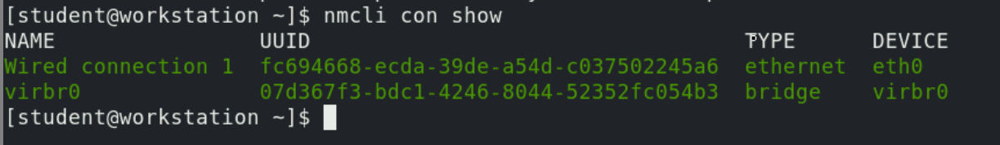 [student@workstation ~]$ nmcli con show
NAME                UUID                                  TYPE      DEVICE
Wired connection 1  fc694668-ecda-39de-a54d-c037502245a6  ethernet  eth0
virbr0              07d367f3-bdc1-4246-8044-52352fc054b3  bridge    virbr0
[student@workstation ~]$